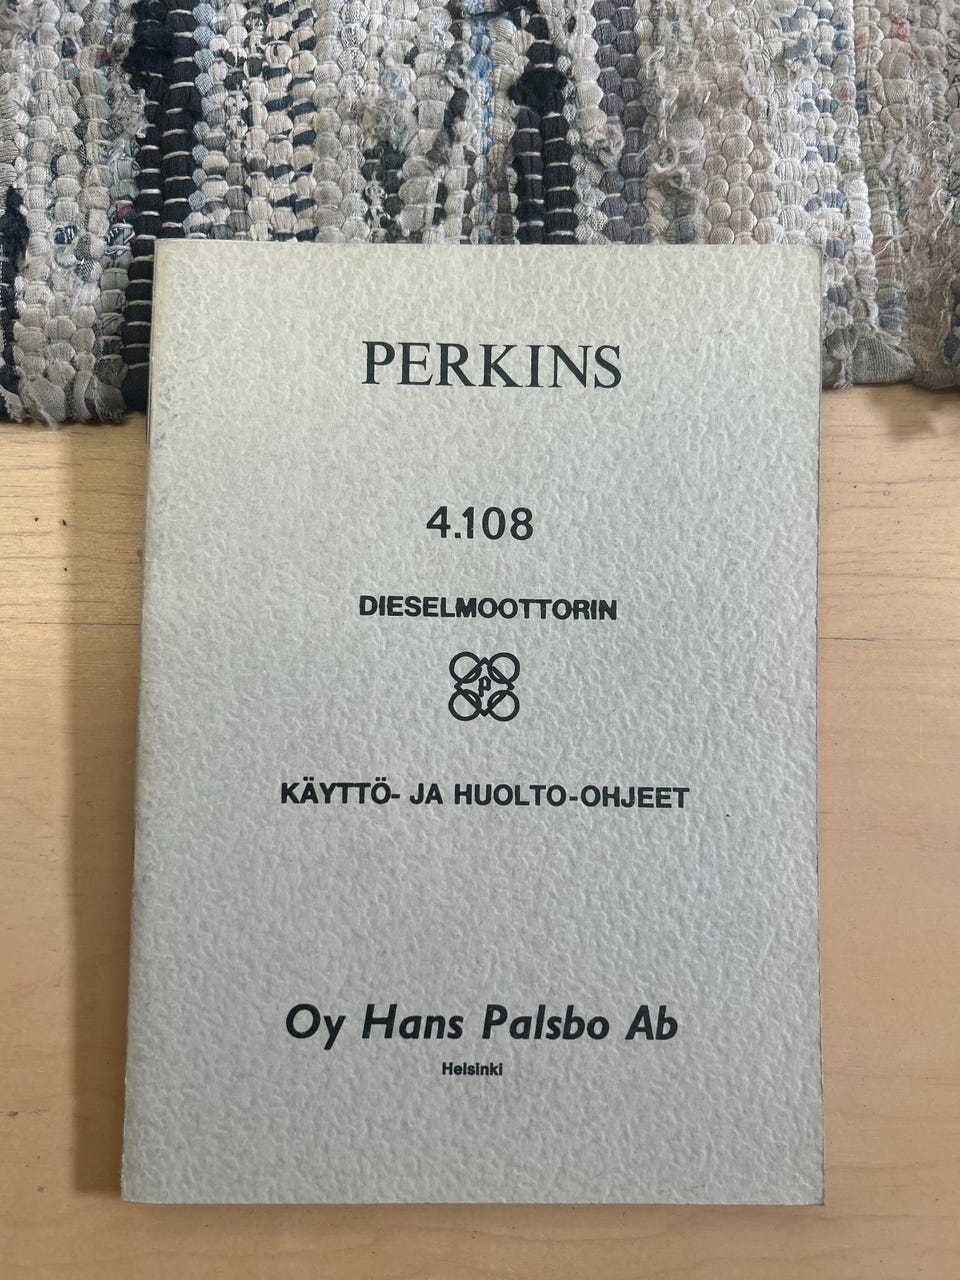 PERKINS
4.108
DIESELMOOTTORIN
P
KÄYTTÖ- JA HUOLTO-OHJEET
Oy Hans Palsbo Ab
Helsinki